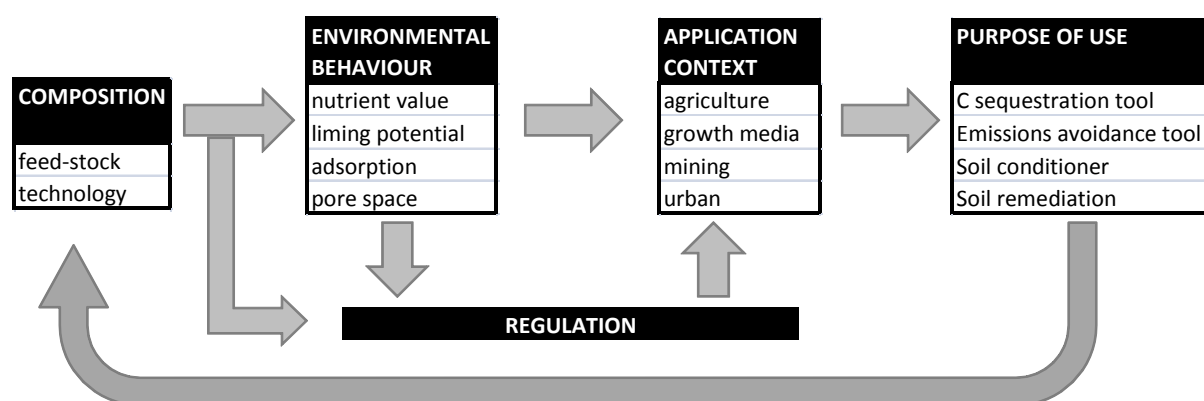 COMPOSITION
feed-stock
technology
ENVIRONMENTAL
BEHAVIOUR
nutrient value
liming potential
adsorption
pore space
APPLICATION
CONTEXT
agriculture
growth media
mining
urban
PURPOSE OF USE
C sequestration tool
Emissions avoidance tool
Soil conditioner
Soil remediation
REGULATION